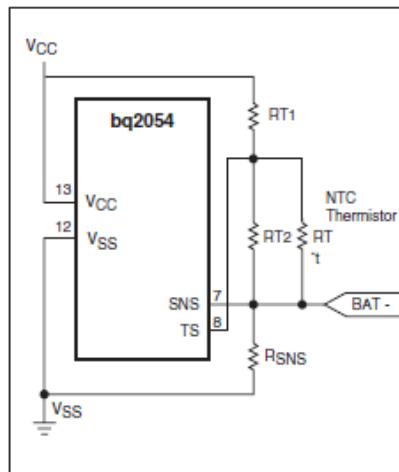 VCC
bq2054
RT1
13
VCC
12
VSS
NTC
Thermistor
RT2
RT
t
SNS
7
TS
8
BAT -
RSNS
VSS